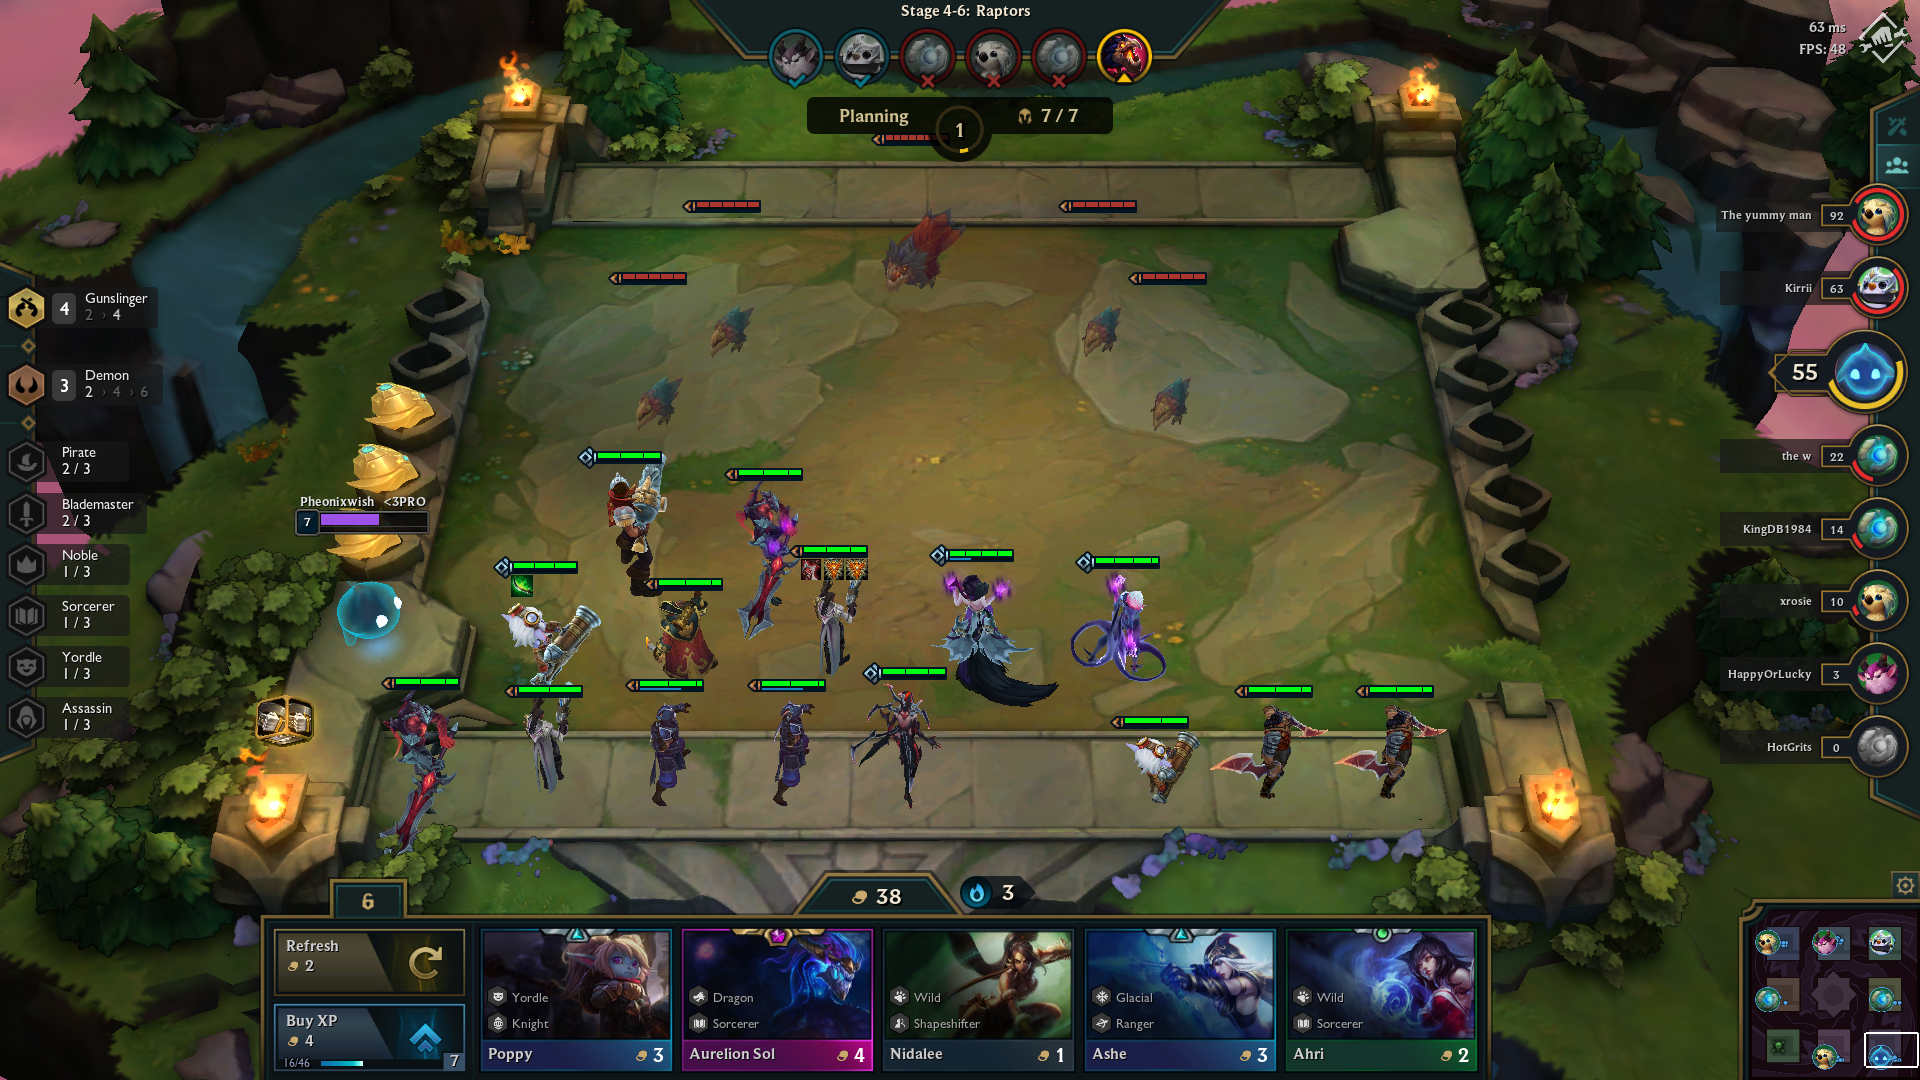 Stage 4-6: Raptors
63 ms
FPS: 48
Planning
1
7 / 7
The yummy man 92
Kirrii 63
55
the w 22
KingDB1984 14
xrosie 10
HappyOrLucky 3
HotGrits 0
4 Gunslinger
2 › 4
3 Demon
2 › 4 › 6
Pirate
2 / 3
Blademaster
2 / 3
Noble
1 / 3
Sorcerer
1 / 3
Yordle
1 / 3
Assassin
1 / 3
Pheonixwish <3PRO
7
6
38
3
Refresh
2
Buy XP
4
16/46
7
Yordle
Knight
Poppy 3
Dragon
Sorcerer
Aurelion Sol 4
Wild
Shapeshifter
Nidalee 1
Glacial
Ranger
Ashe 3
Wild
Sorcerer
Ahri 2